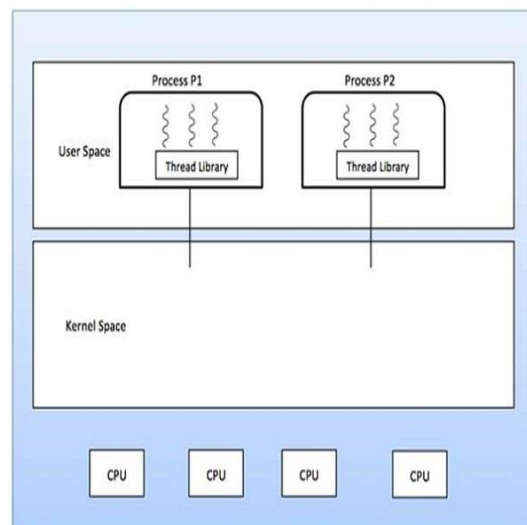 Process P1
Process P2
User Space
Thread Library
Thread Library
Kernel Space
CPU
CPU
CPU
CPU